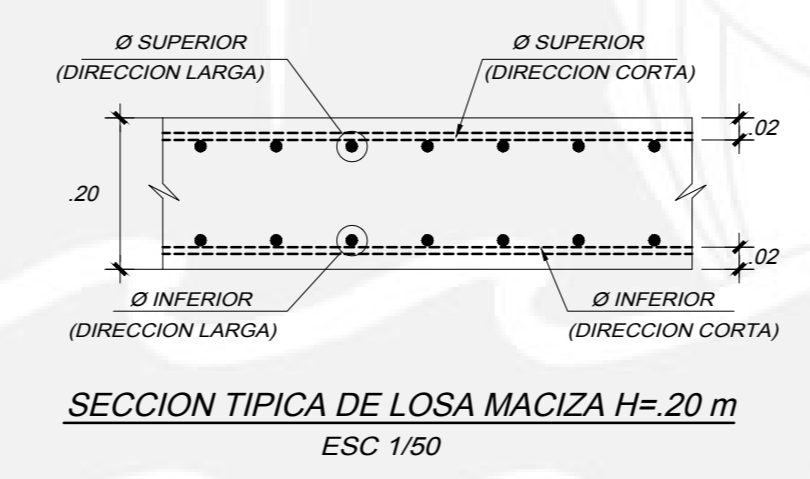 Ø SUPERIOR
(DIRECCION LARGA)
Ø SUPERIOR
(DIRECCION CORTA)
.02
.20
.02
Ø INFERIOR
(DIRECCION LARGA)
Ø INFERIOR
(DIRECCION CORTA)
SECCION TIPICA DE LOSA MACIZA H=.20 m
ESC 1/50